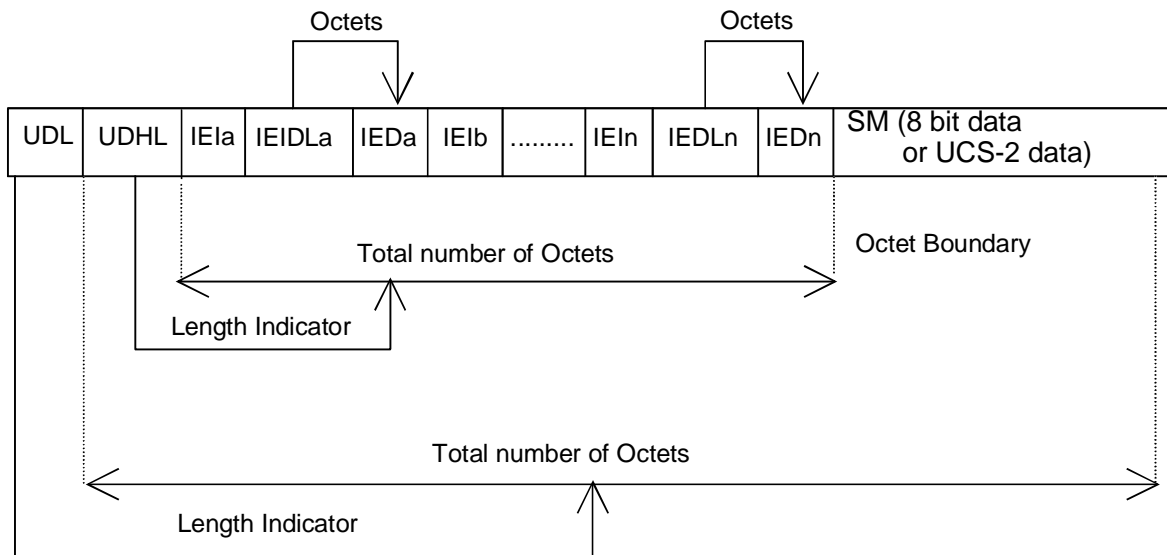 Octets Octets
UDL UDHL IEIa IEIDLa IEDa IEIb ......... IEIn IEDLn IEDn SM (8 bit data
or UCS-2 data)
Total number of Octets Octet Boundary
Length Indicator
Total number of Octets
Length Indicator